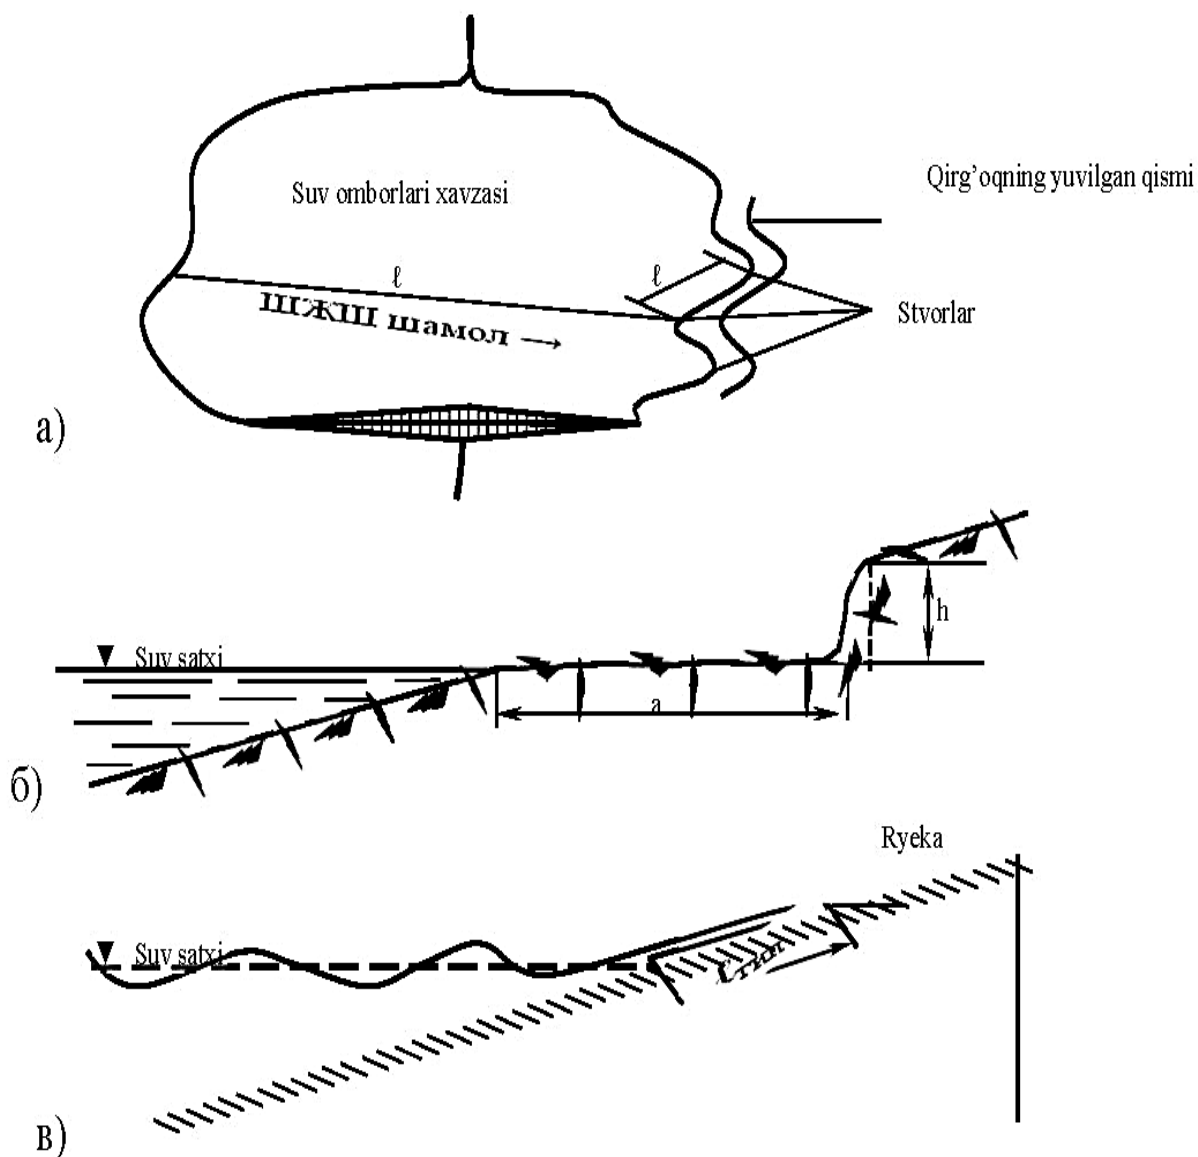 Suv omborlari xavzasi
Qirg’oqning yuvilgan qismi
ℓ
ℓ
ШЖШ шамол →
Stvorlar
а)
h
Suv satxi
a
б)
Ryeka
Suv satxi
в)